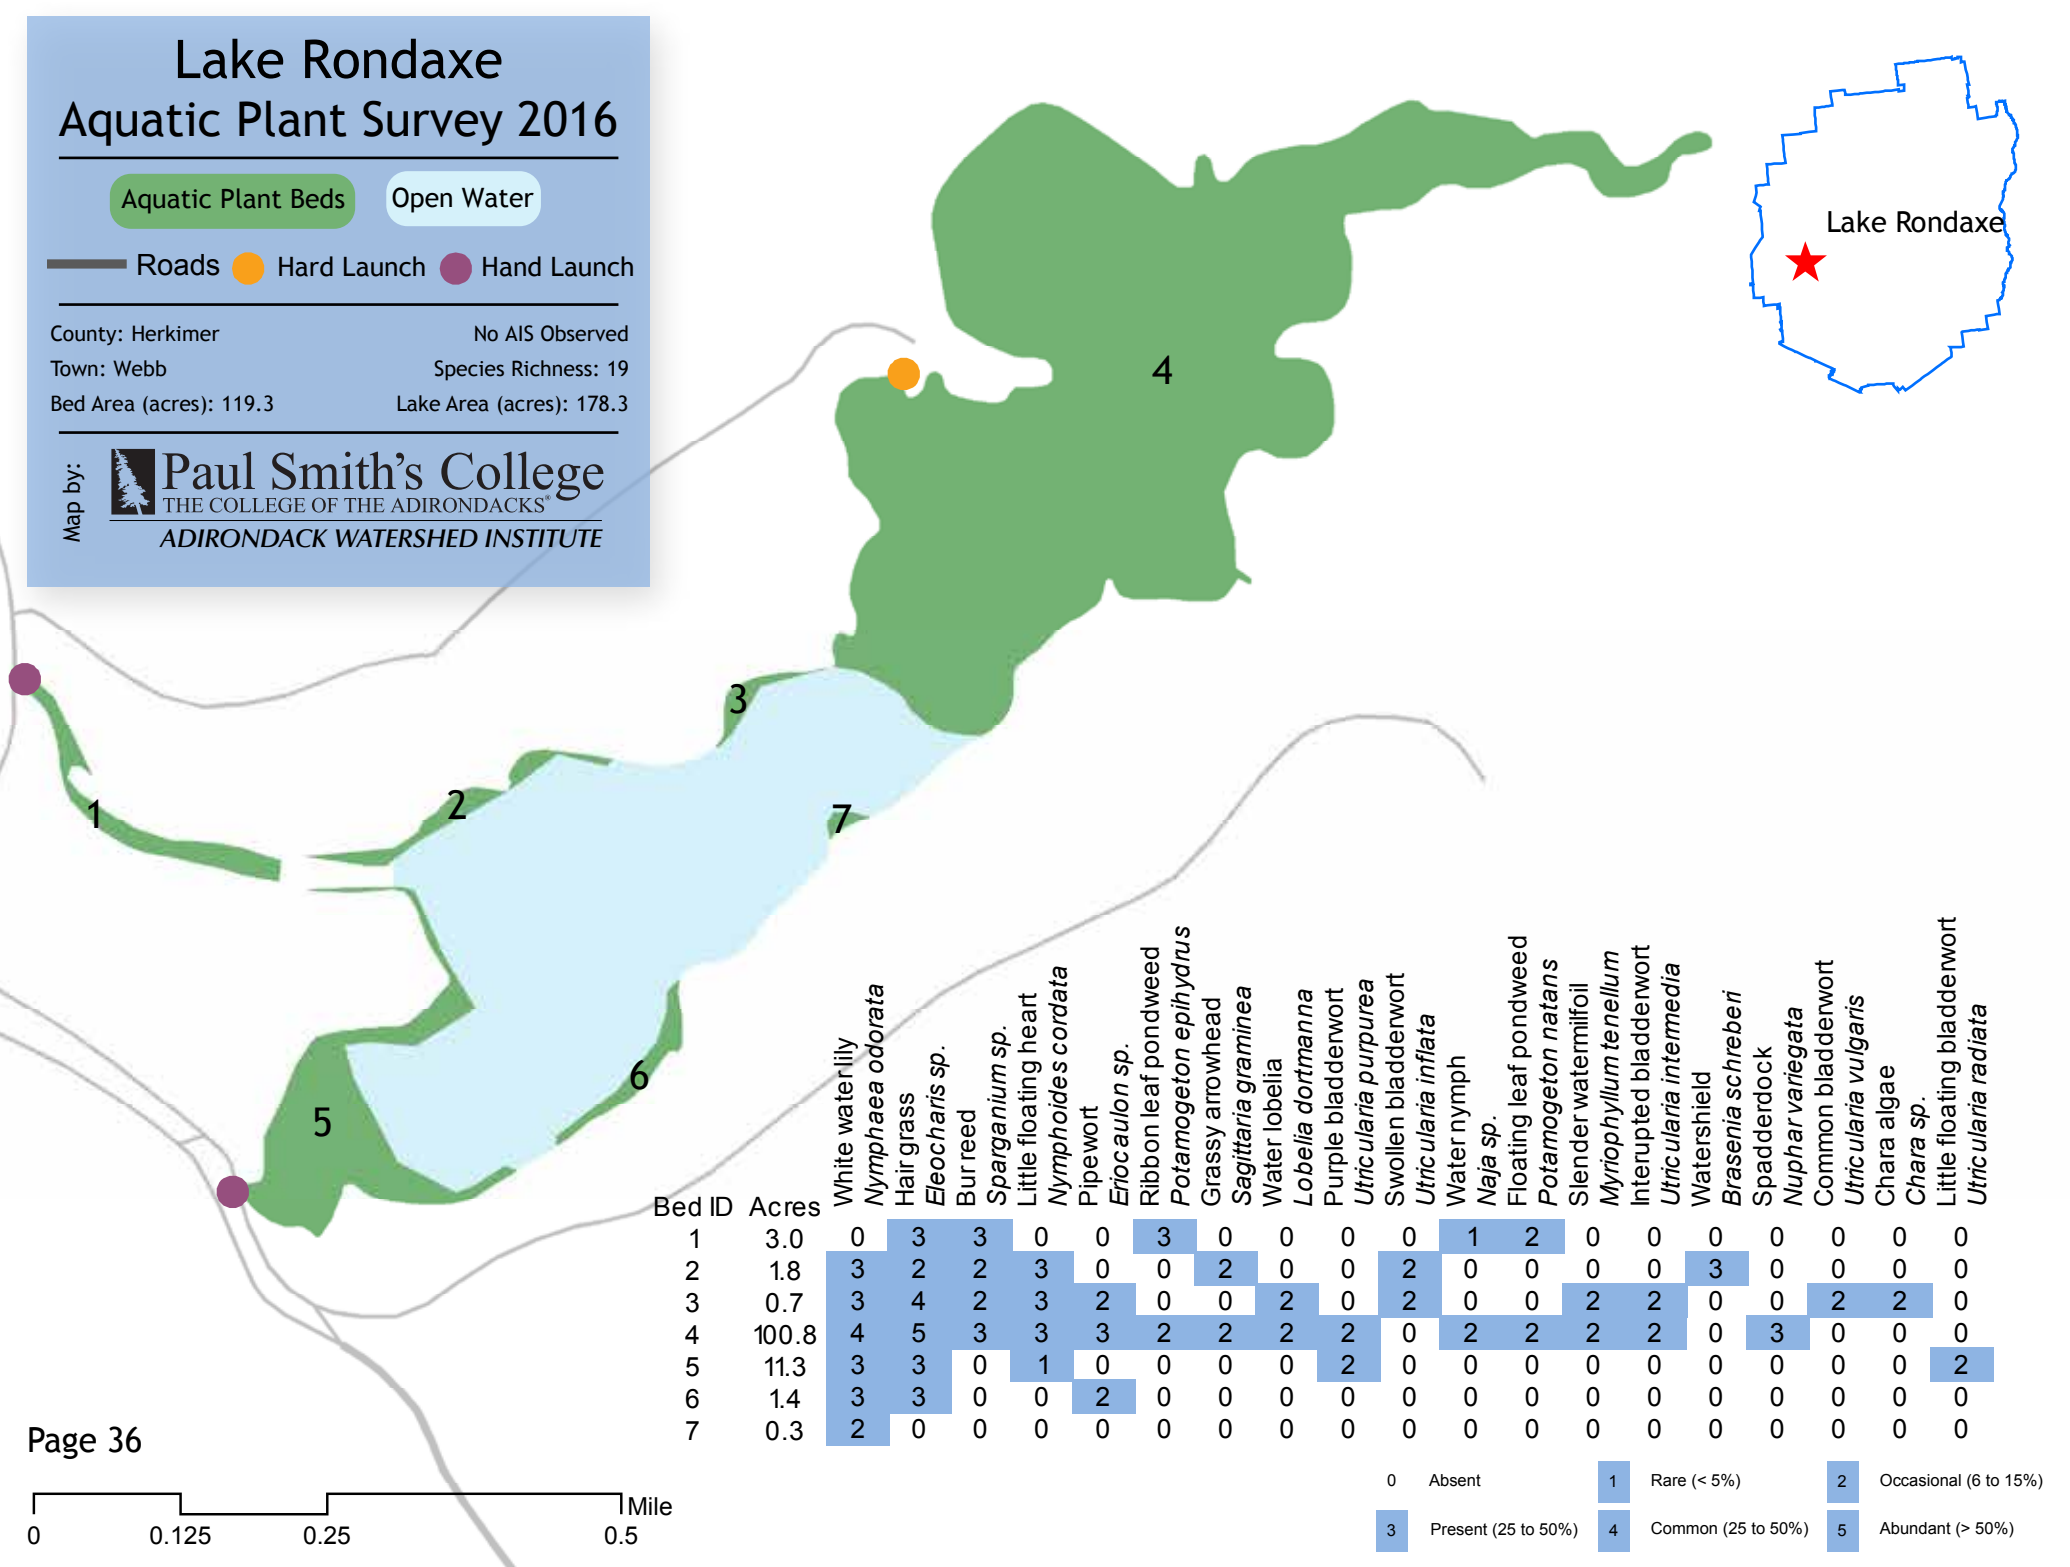 Lake Rondaxe
Aquatic Plant Survey 2016
Aquatic Plant Beds
Open Water
Roads
Hard Launch
Hand Launch
County: Herkimer
No AIS Observed
Town: Webb
Species Richness: 19
Bed Area (acres): 119.3
Lake Area (acres): 178.3
Map by:
Paul Smith's College
THE COLLEGE OF THE ADIRONDACKS®
ADIRONDACK WATERSHED INSTITUTE
Lake Rondaxe
4
3
2
1
7
6
5
Bed ID
Acres
White water lily
Nymphaea odorata
Hair grass
Eleocharis sp.
Bur reed
Sparganium sp.
Little floating heart
Nymphoides cordata
Pipewort
Eriocaulon sp.
Ribbon leaf pondweed
Potamogeton epihydrus
Grassy arrowhead
Sagittaria graminea
Water lobelia
Lobelia dortmanna
Purple bladderwort
Utricularia purpurea
Swollen bladderwort
Utricularia inflata
Water nymph
Naja sp.
Floating leaf pondweed
Potamogeton natans
Slender watermilfoil
Myriophyllum tenellum
Interupted bladderwort
Utricularia intermedia
Watershield
Brasenia schreberi
Spadderdock
Nuphar variegata
Common bladderwort
Utricularia vulgaris
Chara algae
Chara sp.
Little floating bladderwort
Utricularia radiata
1 3.0 0 3 3 0 0 3 0 0 0 0 1 2 0 0 0 0 0 0 0
2 1.8 3 2 2 3 0 0 2 0 0 2 0 0 0 0 3 0 0 0 0
3 0.7 3 4 2 3 2 0 0 2 0 2 0 0 2 2 0 0 2 2 0
4 100.8 4 5 3 3 3 2 2 2 2 0 2 2 2 2 0 3 0 0 0
5 11.3 3 3 0 1 0 0 0 0 2 0 0 0 0 0 0 0 0 0 2
6 1.4 3 3 0 0 2 0 0 0 0 0 0 0 0 0 0 0 0 0 0
7 0.3 2 0 0 0 0 0 0 0 0 0 0 0 0 0 0 0 0 0 0
0 Absent
1 Rare (< 5%)
2 Occasional (6 to 15%)
3 Present (25 to 50%)
4 Common (25 to 50%)
5 Abundant (> 50%)
Page 36
Mile
0 0.125 0.25 0.5